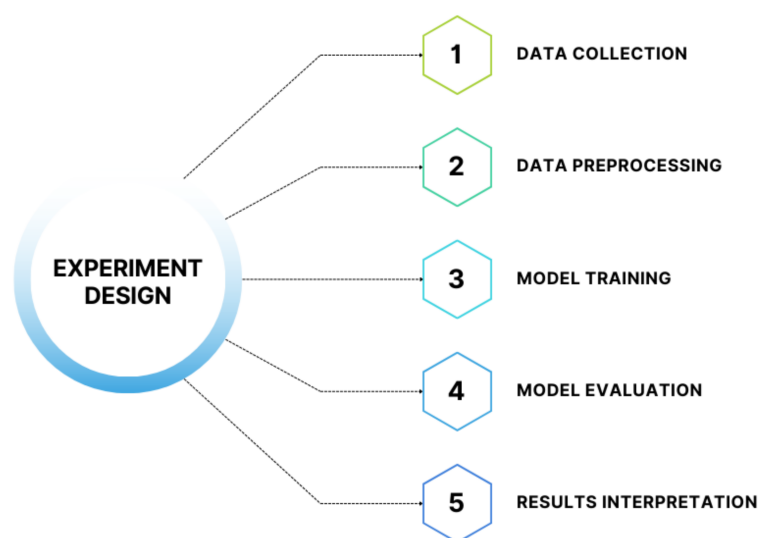 1
DATA COLLECTION
2
DATA PREPROCESSING
EXPERIMENT
DESIGN
3
MODEL TRAINING
4
MODEL EVALUATION
5
RESULTS INTERPRETATION